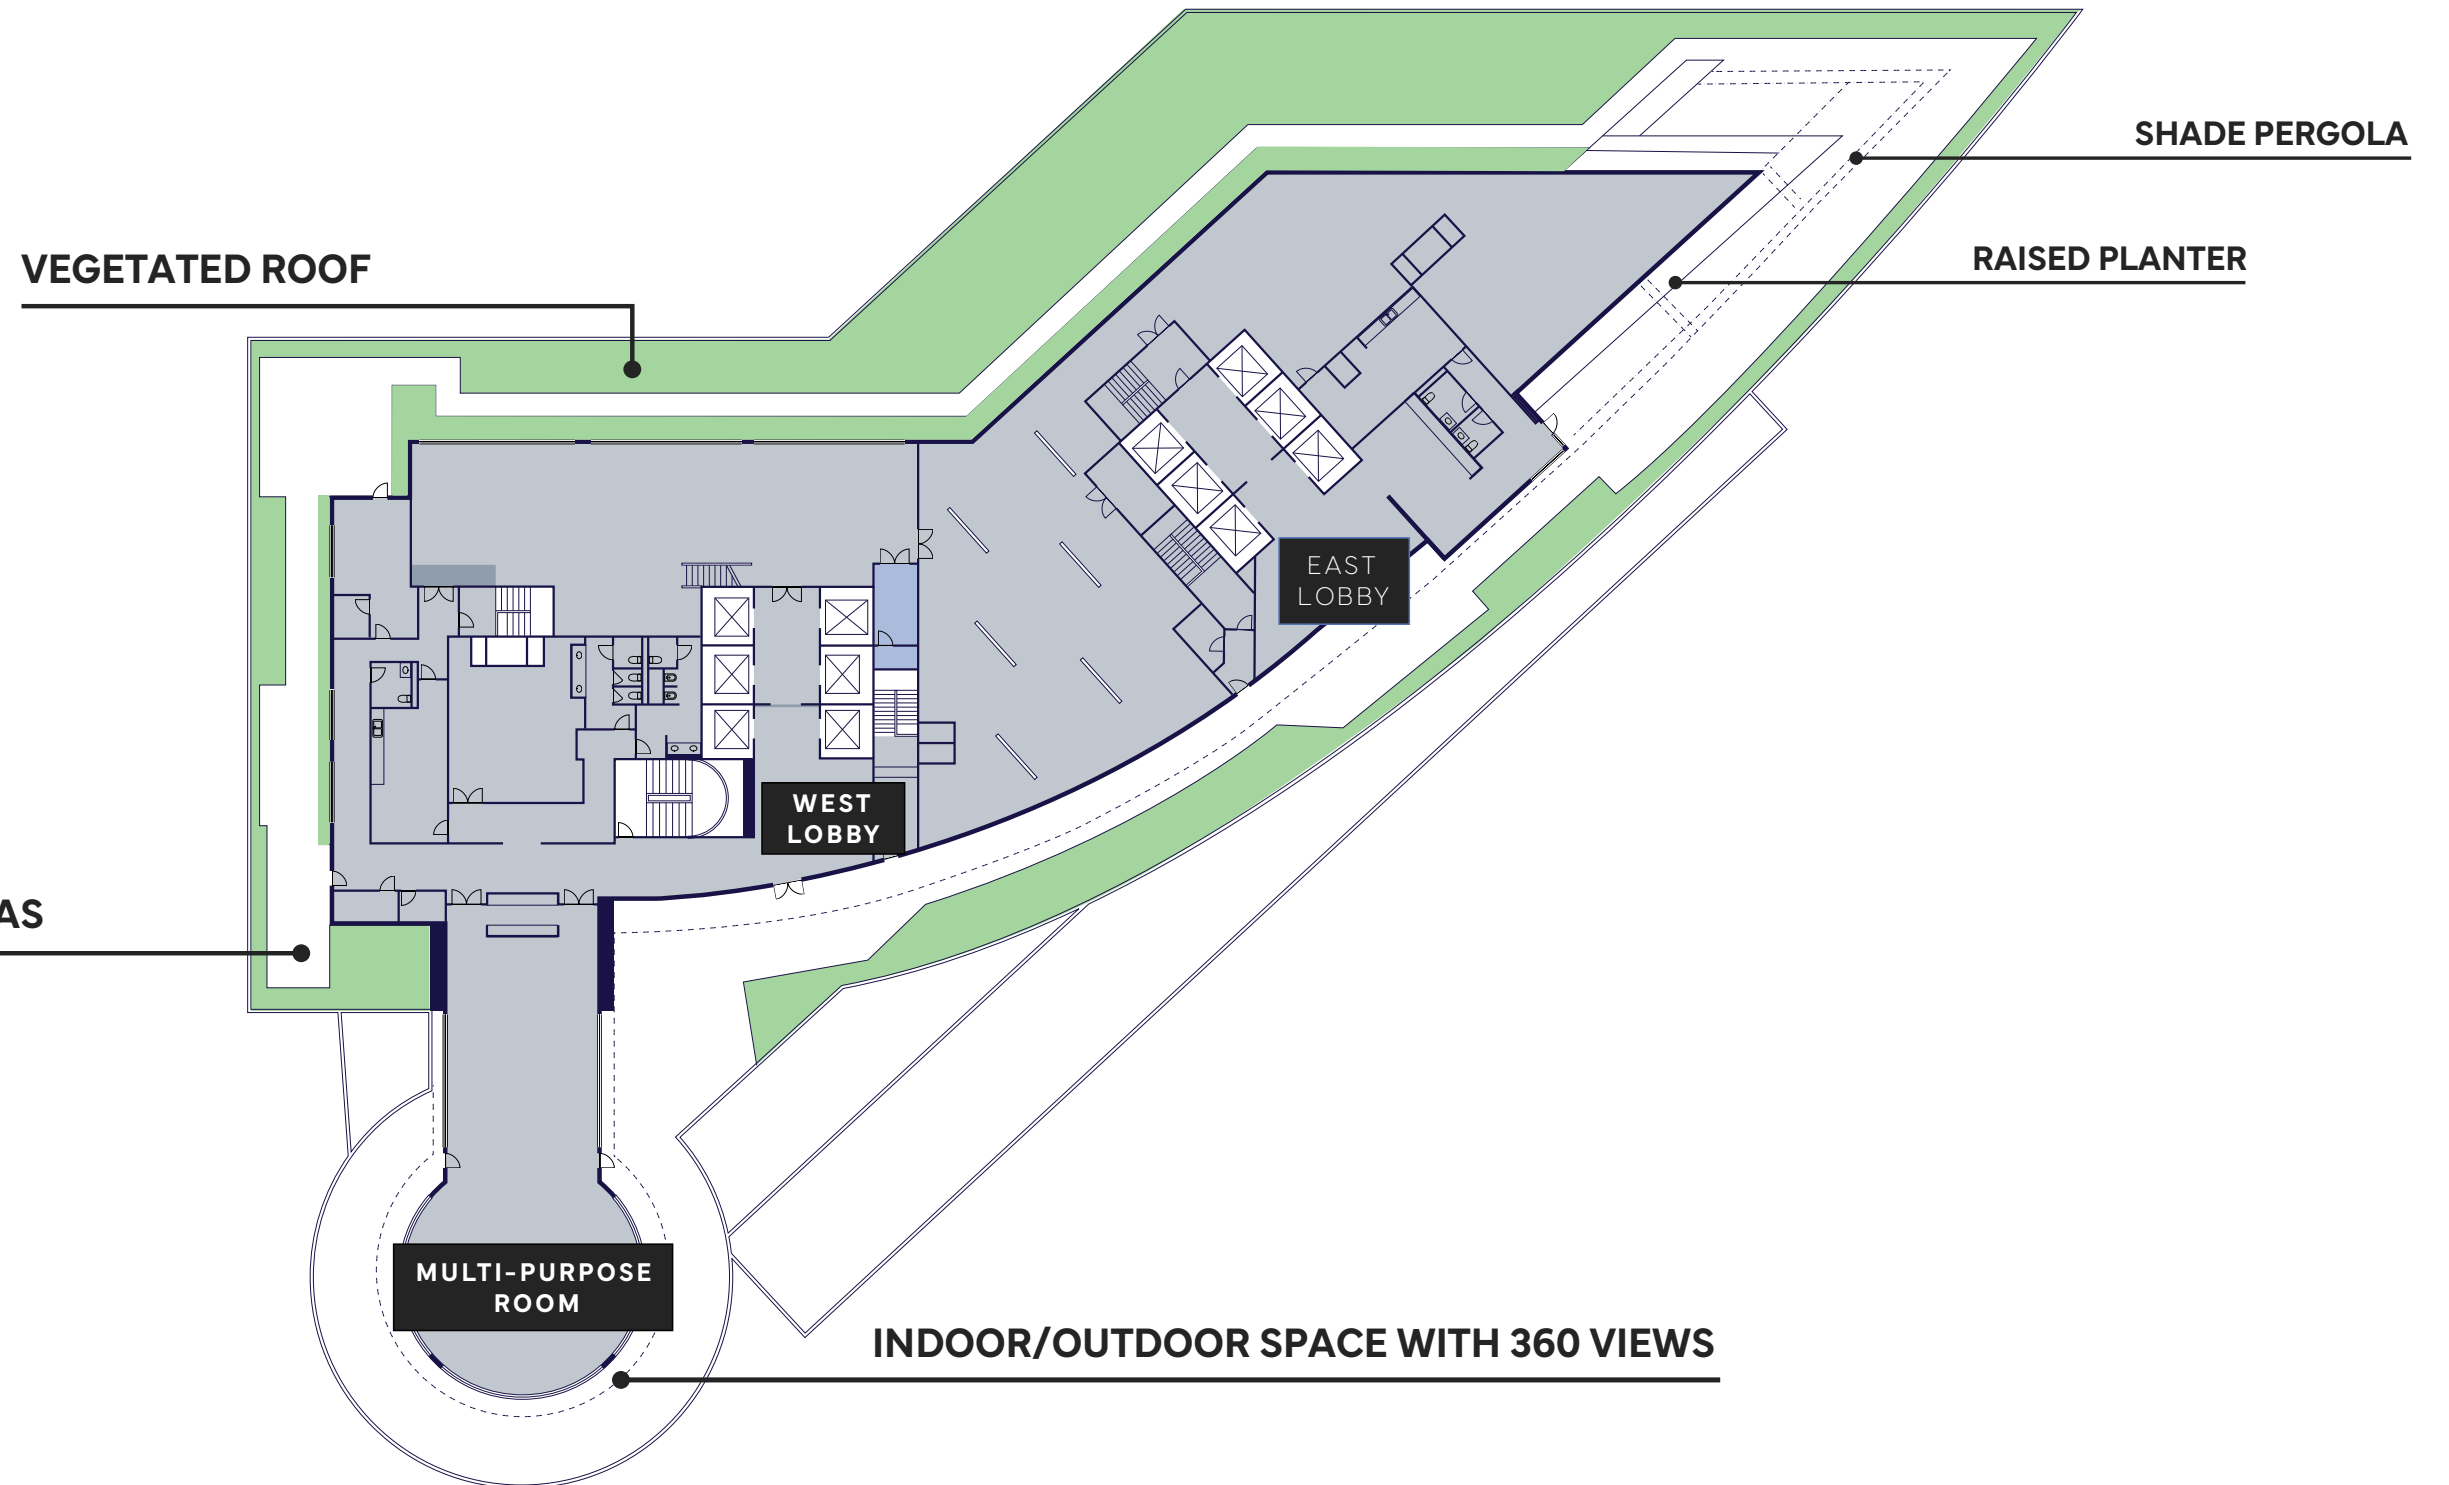 SHADE PERGOLA
RAISED PLANTER
VEGETATED ROOF
EAST
LOBBY
WEST
LOBBY
AS
MULTI-PURPOSE
ROOM
INDOOR/OUTDOOR SPACE WITH 360 VIEWS